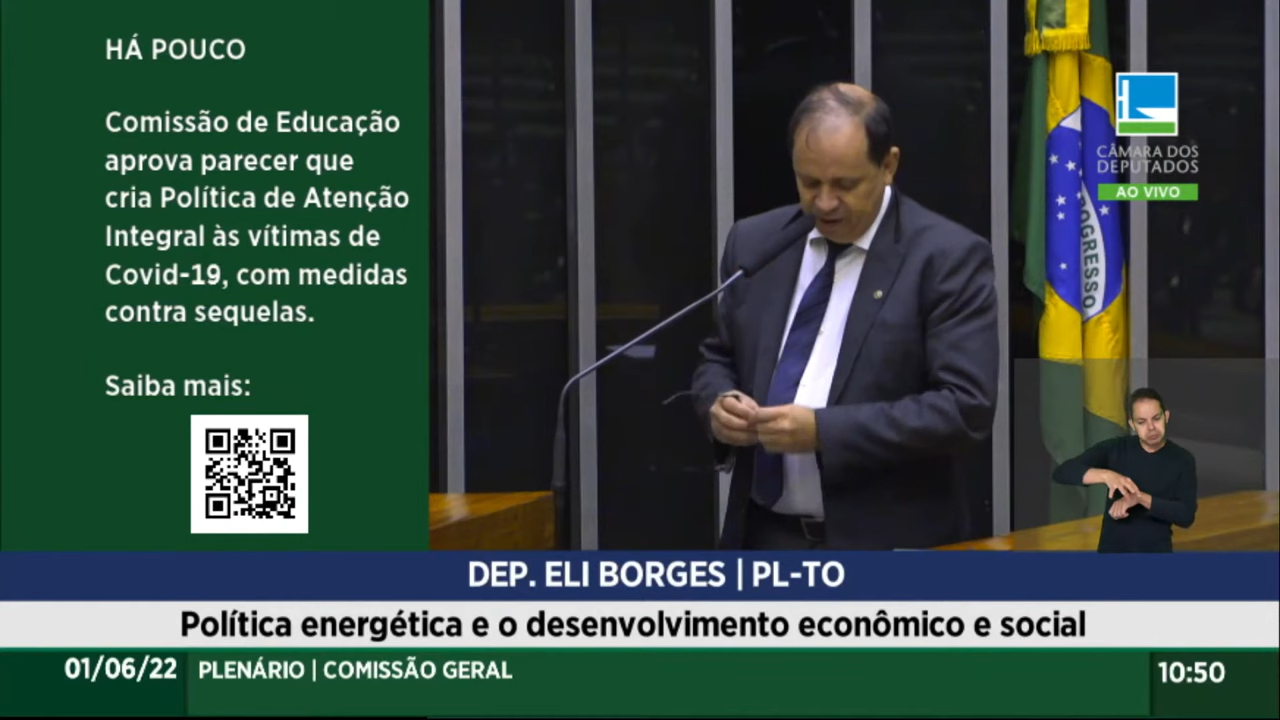 HÁ POUCO
Comissão de Educação
aprova parecer que
cria Política de Atenção
Integral às vítimas de
Covid-19, com medidas
contra sequelas.
Saiba mais:
CÂMARA DOS
DEPUTADOS
AO VIVO
PROGRESSO
DEP. ELI BORGES | PL-TO
Política energética e o desenvolvimento econômico e social
01/06/22
PLENÁRIO | COMISSÃO GERAL
10:50